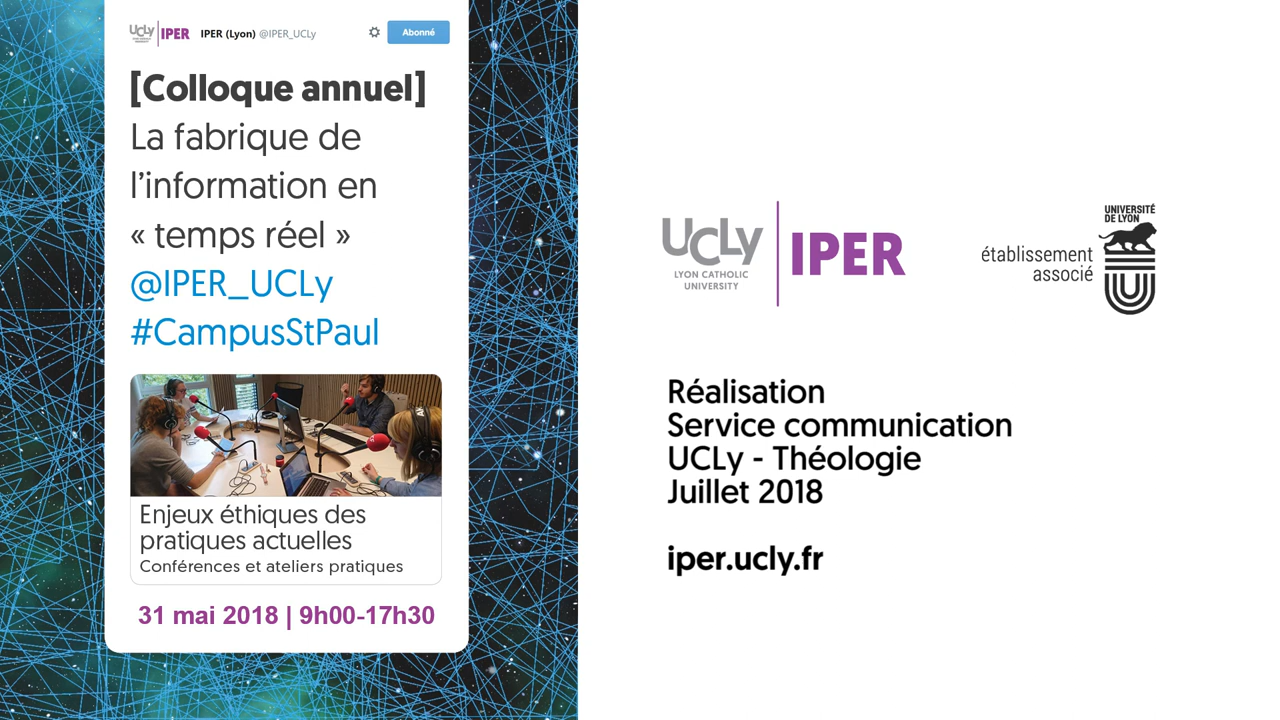 UCLy IPER
IPER (Lyon) @IPER_UCLy
Abonné
[Colloque annuel]
La fabrique de
l'information en
« temps réel »
@IPER_UCLy
#CampusStPaul
Enjeux éthiques des
pratiques actuelles
Conférences et ateliers pratiques
31 mai 2018 | 9h00-17h30
UCLy
LYON CATHOLIC
UNIVERSITY
IPER
établissement
associé
UNIVERSITÉ
DE LYON
Réalisation
Service communication
UCLy - Théologie
Juillet 2018
iper.ucly.fr